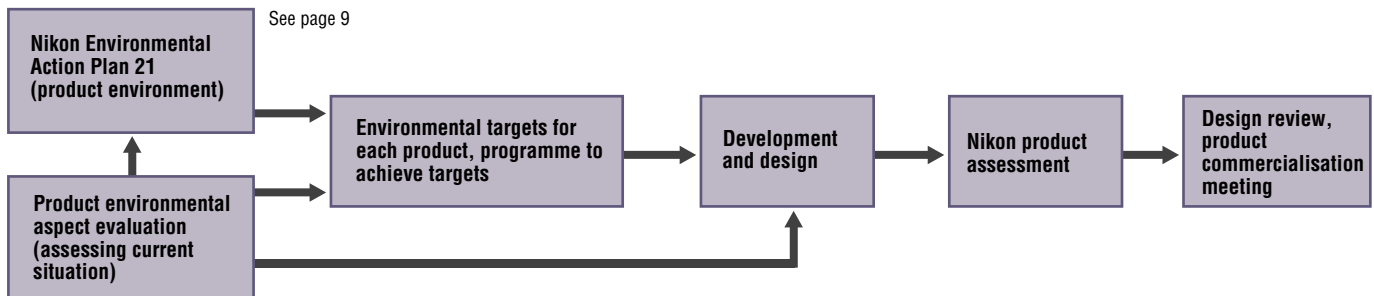 See page 9
Nikon Environmental
Action Plan 21
(product environment)
Product environmental
aspect evaluation
(assessing current
situation)
Environmental targets for
each product, programme to
achieve targets
Development
and design
Nikon product
assessment
Design review,
product
commercialisation
meeting